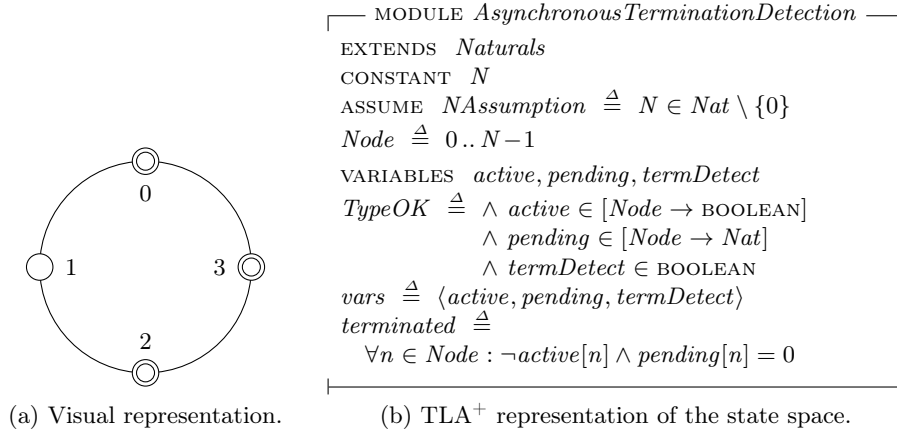 0
1
3
2
(a) Visual representation.
MODULE AsynchronousTerminationDetection
EXTENDS Naturals
CONSTANT N
ASSUME NAssumption ≜ N ∈ Nat \ {0}
Node ≜ 0 .. N−1
VARIABLES active, pending, termDetect
TypeOK ≜ ∧ active ∈ [Node → BOOLEAN]
∧ pending ∈ [Node → Nat]
∧ termDetect ∈ BOOLEAN
vars ≜ ⟨active, pending, termDetect⟩
terminated ≜
∀n ∈ Node : ¬active[n] ∧ pending[n] = 0
(b) TLA⁺ representation of the state space.